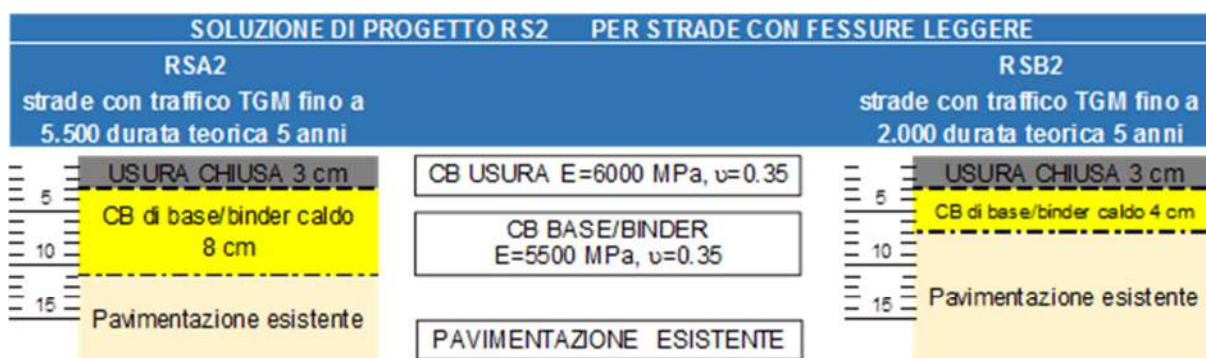 SOLUZIONE DI PROGETTO RS2 PER STRADE CON FESSURE LEGGERE
RSA2
strade con traffico TGM fino a
5.500 durata teorica 5 anni
RSB2
strade con traffico TGM fino a
2.000 durata teorica 5 anni
5
10
15
USURA CHIUSA 3 cm
CB di base/binder caldo
8 cm
Pavimentazione esistente
CB USURA E=6000 MPa, υ=0.35
CB BASE/BINDER
E=5500 MPa, υ=0.35
PAVIMENTAZIONE ESISTENTE
5
10
15
USURA CHIUSA 3 cm
CB di base/binder caldo 4 cm
Pavimentazione esistente